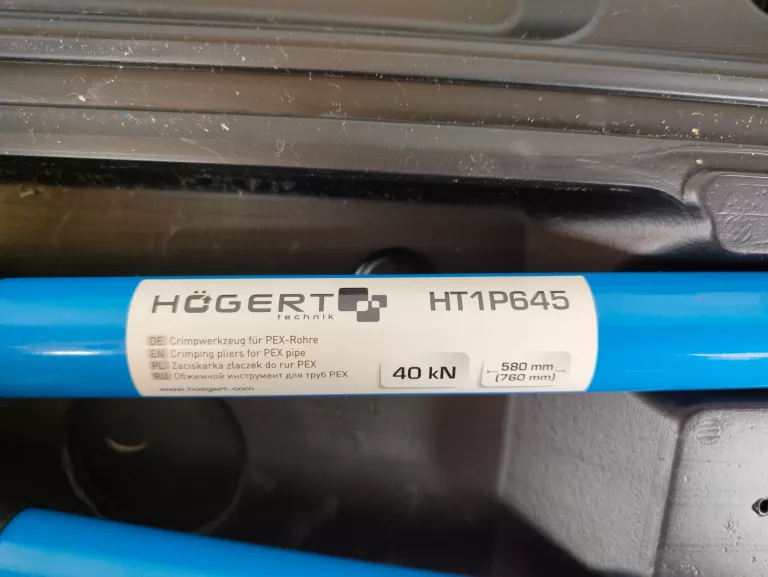 HÖGERT
technik
HT1P645
DE Crimpwerkzeug für PEX-Rohre
EN Crimping pliers for PEX pipe
PL Zaciskarka złączek do rur PEX
RU Обжимной инструмент для труб PEX
www.hoegert.com
40 kN
580 mm
(760 mm)